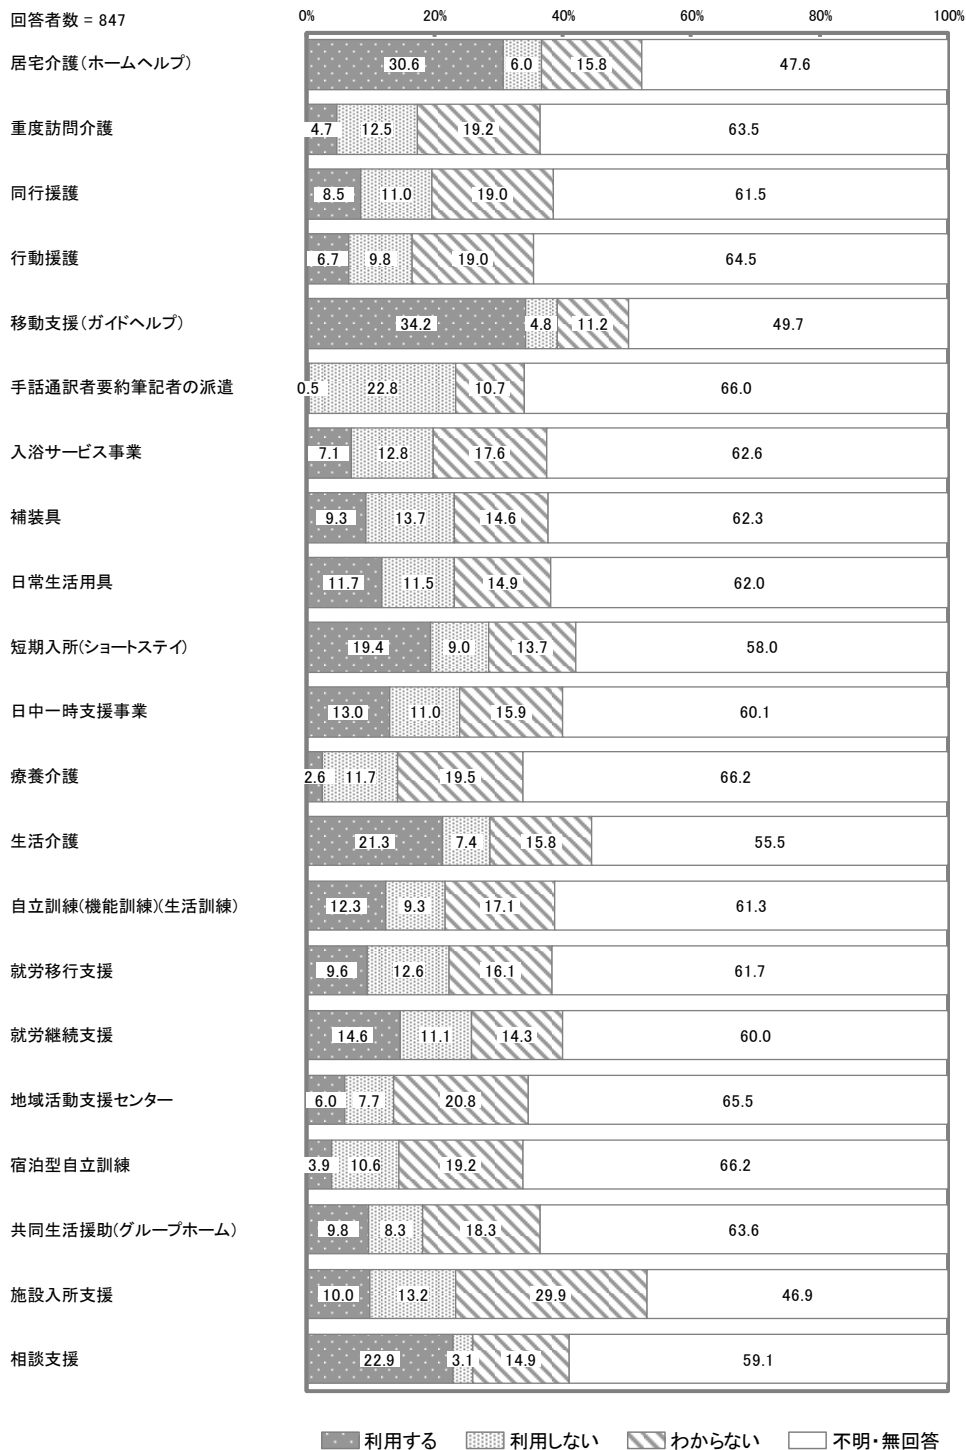 回答者数 = 847
0% 20% 40% 60% 80% 100%
居宅介護(ホームヘルプ) 30.6 6.0 15.8 47.6
重度訪問介護 4.7 12.5 19.2 63.5
同行援護 8.5 11.0 19.0 61.5
行動援護 6.7 9.8 19.0 64.5
移動支援(ガイドヘルプ) 34.2 4.8 11.2 49.7
手話通訳者要約筆記者の派遣 0.5 22.8 10.7 66.0
入浴サービス事業 7.1 12.8 17.6 62.6
補装具 9.3 13.7 14.6 62.3
日常生活用具 11.7 11.5 14.9 62.0
短期入所(ショートステイ) 19.4 9.0 13.7 58.0
日中一時支援事業 13.0 11.0 15.9 60.1
療養介護 2.6 11.7 19.5 66.2
生活介護 21.3 7.4 15.8 55.5
自立訓練(機能訓練)(生活訓練) 12.3 9.3 17.1 61.3
就労移行支援 9.6 12.6 16.1 61.7
就労継続支援 14.6 11.1 14.3 60.0
地域活動支援センター 6.0 7.7 20.8 65.5
宿泊型自立訓練 3.9 10.6 19.2 66.2
共同生活援助(グループホーム) 9.8 8.3 18.3 63.6
施設入所支援 10.0 13.2 29.9 46.9
相談支援 22.9 3.1 14.9 59.1
利用する 利用しない わからない 不明・無回答